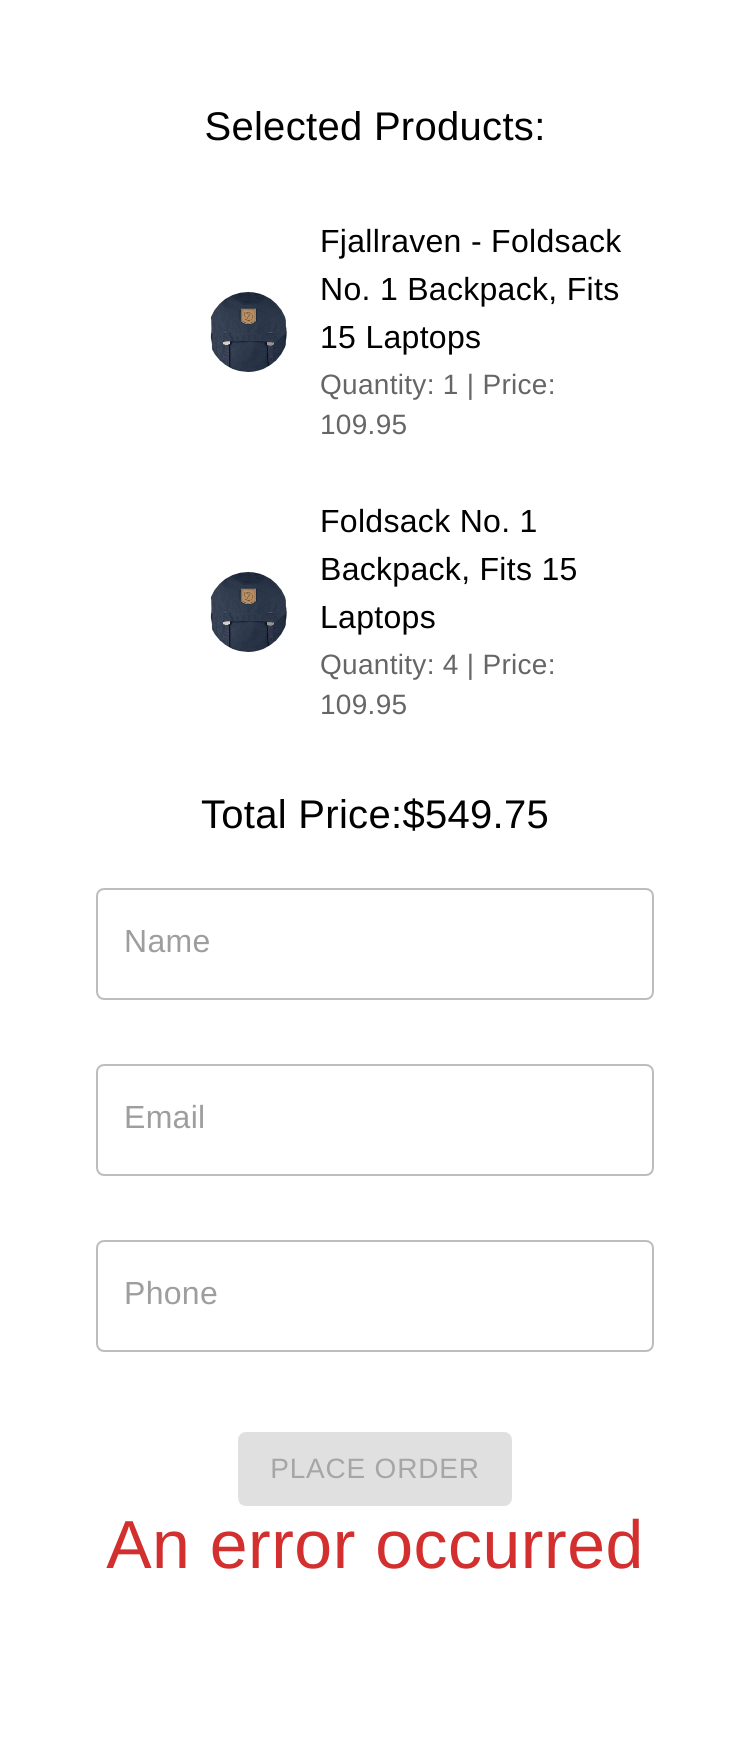 Selected Products:
Fjallraven - Foldsack
No. 1 Backpack, Fits
15 Laptops
Quantity: 1 | Price:
109.95
Foldsack No. 1
Backpack, Fits 15
Laptops
Quantity: 4 | Price:
109.95
Total Price:$549.75
Name
Email
Phone
PLACE ORDER
An error occurred